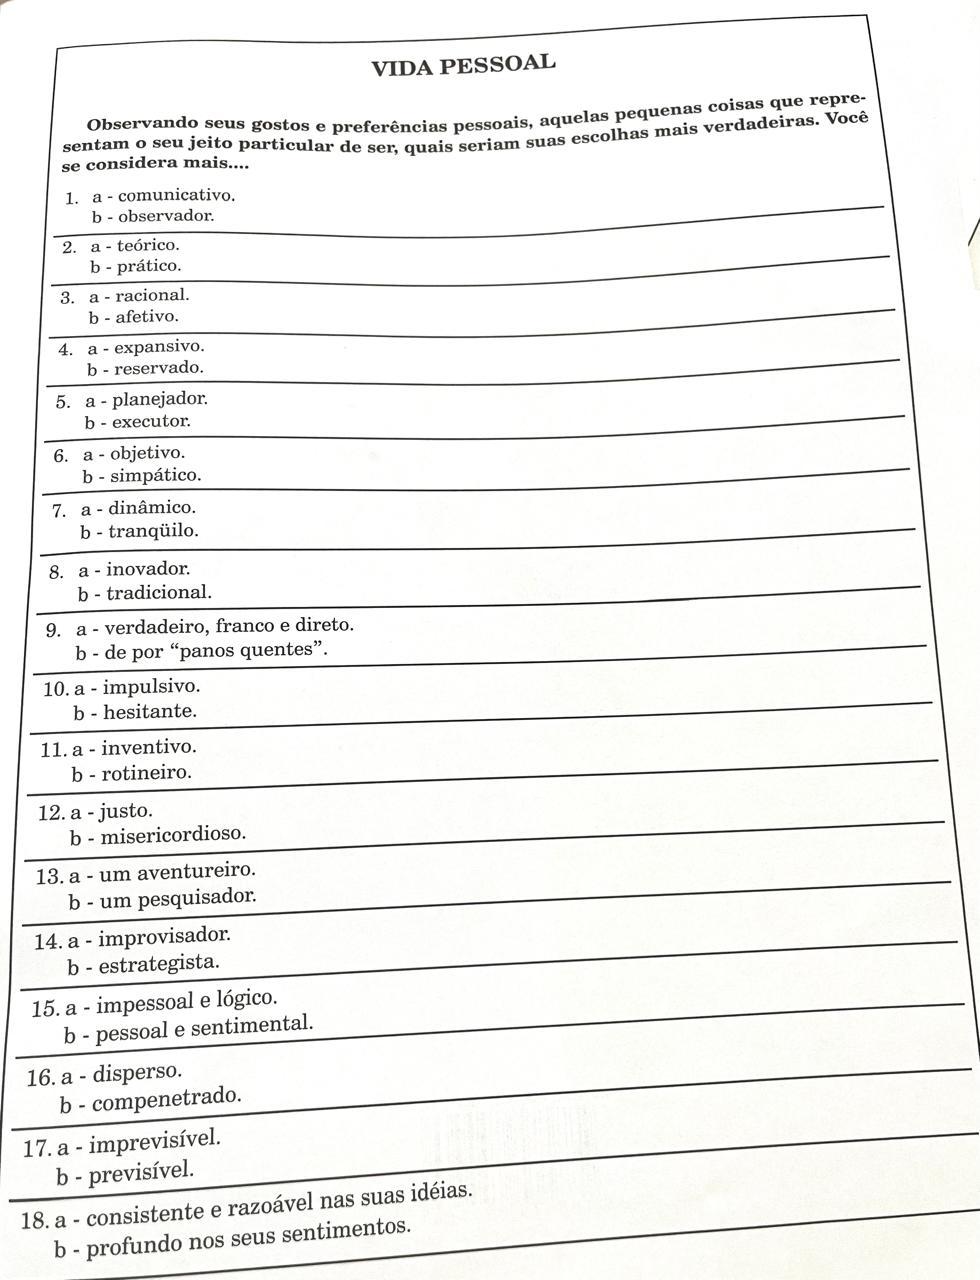 VIDA PESSOAL
Observando seus gostos e preferências pessoais, aquelas pequenas coisas que repre-
sentam o seu jeito particular de ser, quais seriam suas escolhas mais verdadeiras. Você
se considera mais....
1. a - comunicativo.
b - observador.
2. a - teórico.
b - prático.
3. a - racional.
b - afetivo.
4. a - expansivo.
b - reservado.
5. a - planejador.
b - executor.
6. a - objetivo.
b - simpático.
7. a - dinâmico.
b - tranqüilo.
8. a - inovador.
b - tradicional.
9. a - verdadeiro, franco e direto.
b - de por “panos quentes”.
10. a - impulsivo.
b - hesitante.
11. a - inventivo.
b - rotineiro.
12. a - justo.
b - misericordioso.
13. a - um aventureiro.
b - um pesquisador.
14. a - improvisador.
b - estrategista.
15. a - impessoal e lógico.
b - pessoal e sentimental.
16. a - disperso.
b - compenetrado.
17. a - imprevisível.
b - previsível.
18. a - consistente e razoável nas suas idéias.
b - profundo nos seus sentimentos.